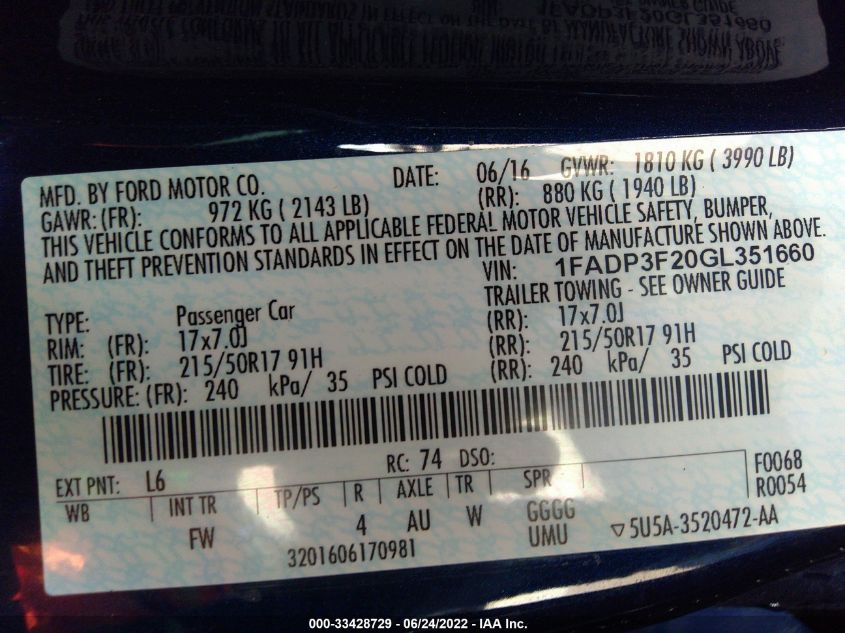 MFD. BY FORD MOTOR CO. DATE: 06/16 GVWR: 1810 KG ( 3990 LB)
GAWR: (FR): 972 KG ( 2143 LB) (RR): 880 KG ( 1940 LB)
THIS VEHICLE CONFORMS TO ALL APPLICABLE FEDERAL MOTOR VEHICLE SAFETY, BUMPER,
AND THEFT PREVENTION STANDARDS IN EFFECT ON THE DATE OF MANUFACTURE SHOWN ABOVE.
VIN: 1FADP3F20GL351660
TYPE: Passenger Car TRAILER TOWING - SEE OWNER GUIDE
RIM: (FR): 17x7.0J (RR): 17x7.0J
TIRE: (FR): 215/50R17 91H (RR): 215/50R17 91H
PRESSURE: (FR): 240 kPa/ 35 PSI COLD (RR): 240 kPa/ 35 PSI COLD
EXT PNT: L6 RC: 74 DSO: F0068
WB INT TR TP/PS R AXLE TR SPR R0054
FW 4 AU W GGGG
3201606170981 UMU ▽5U5A-3520472-AA
000-33428729 - 06/24/2022 - IAA Inc.